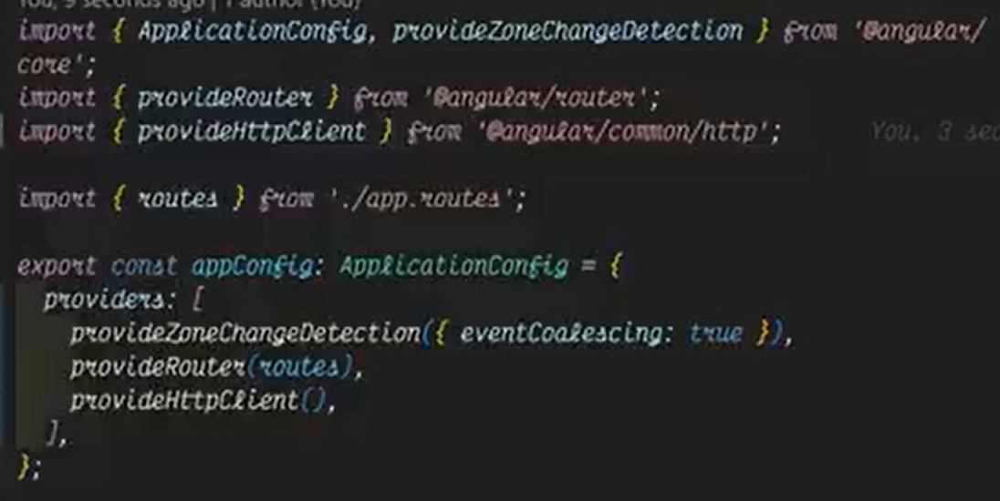 You, 9 seconds ago | 1 author (You)
import { ApplicationConfig, provideZoneChangeDetection } from '@angular/
core';
import { provideRouter } from '@angular/router';
import { provideHttpClient } from '@angular/common/http';     You, 3 sec
import { routes } from './app.routes';
export const appConfig: ApplicationConfig = {
  providers: [
    provideZoneChangeDetection({ eventCoalescing: true }),
    provideRouter(routes),
    provideHttpClient(),
  ],
};